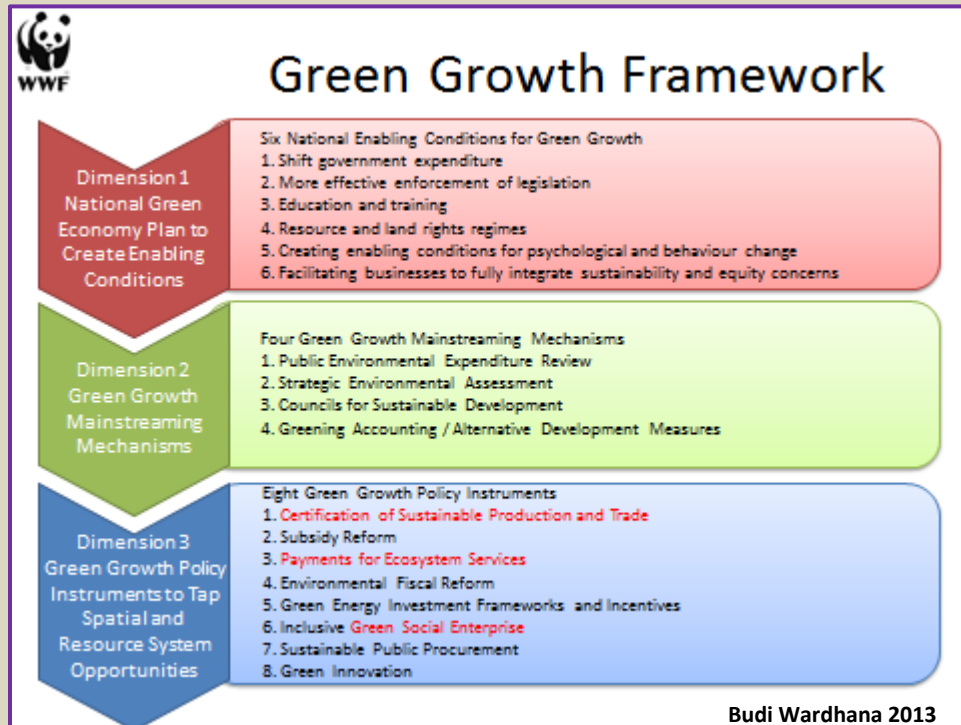 WWF
Green Growth Framework
Dimension 1
National Green
Economy Plan to
Create Enabling
Conditions
Six National Enabling Conditions for Green Growth
1. Shift government expenditure
2. More effective enforcement of legislation
3. Education and training
4. Resource and land rights regimes
5. Creating enabling conditions for psychological and behaviour change
6. Facilitating businesses to fully integrate sustainability and equity concerns
Dimension 2
Green Growth
Mainstreaming
Mechanisms
Four Green Growth Mainstreaming Mechanisms
1. Public Environmental Expenditure Review
2. Strategic Environmental Assessment
3. Councils for Sustainable Development
4. Greening Accounting / Alternative Development Measures
Dimension 3
Green Growth Policy
Instruments to Tap
Spatial and
Resource System
Opportunities
Eight Green Growth Policy Instruments
1. Certification of Sustainable Production and Trade
2. Subsidy Reform
3. Payments for Ecosystem Services
4. Environmental Fiscal Reform
5. Green Energy Investment Frameworks and Incentives
6. Inclusive Green Social Enterprise
7. Sustainable Public Procurement
8. Green Innovation
Budi Wardhana 2013